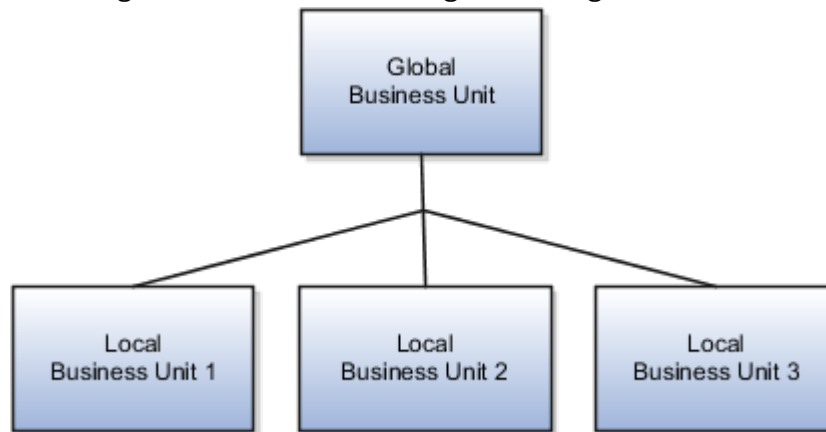 Global
Business Unit
Local
Business Unit 1
Local
Business Unit 2
Local
Business Unit 3